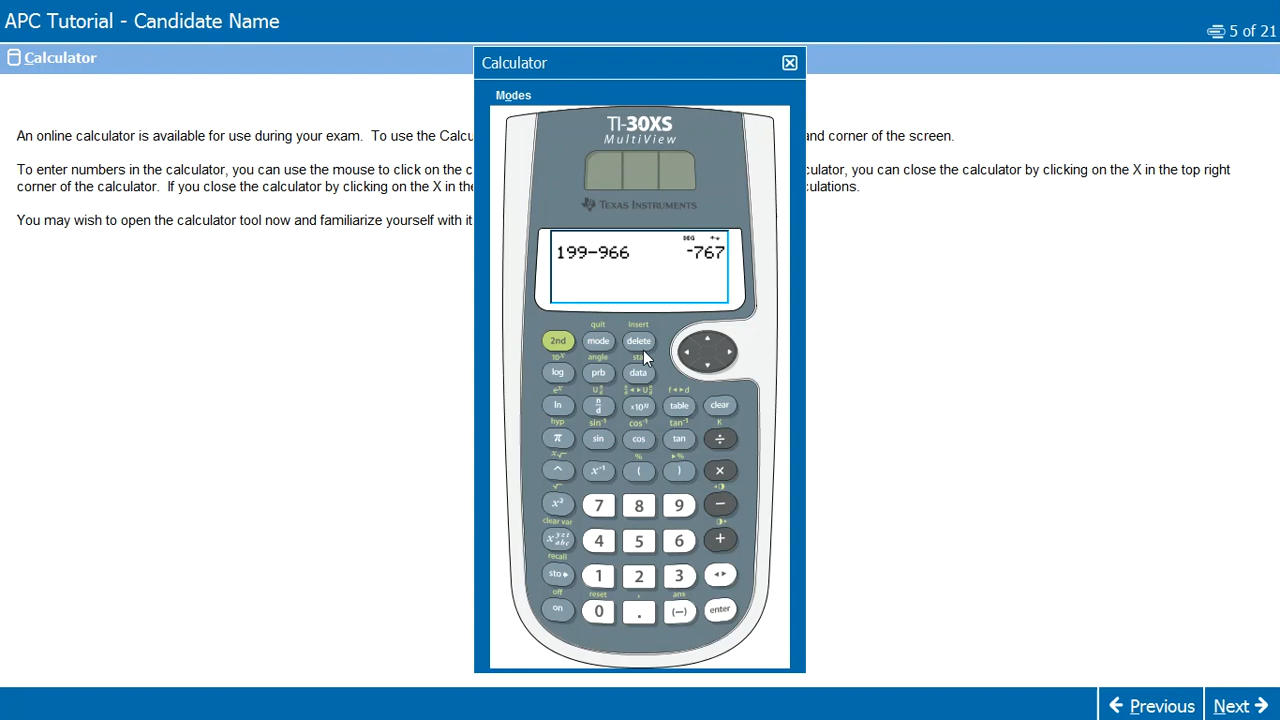 APC Tutorial - Candidate Name
5 of 21
Calculator
An online calculator is available for use during your exam. To use the Calcu
and corner of the screen.
To enter numbers in the calculator, you can use the mouse to click on the c
culator, you can close the calculator by clicking on the X in the top right
corner of the calculator. If you close the calculator by clicking on the X in the
culations.
You may wish to open the calculator tool now and familiarize yourself with it
Calculator
Modes
TI-30XS
MultiView
TEXAS INSTRUMENTS
DEG
199-966 -767
quit insert
2nd mode delete
10ˣ angle sta
log prb data
eˣ U n/d n/d ◄► U n/d f◄►d
ln n/d ×10ⁿ table clear
hyp sin⁻¹ cos⁻¹ tan⁻¹ K
π sin cos tan ÷
ˣ√ % ►%
^ x⁻¹ ( ) ×
√
x² 7 8 9 −
clear var
x yzt abc 4 5 6 +
recall
sto► 1 2 3 ◄►
off reset , ans
on 0 . (−) enter
Previous Next